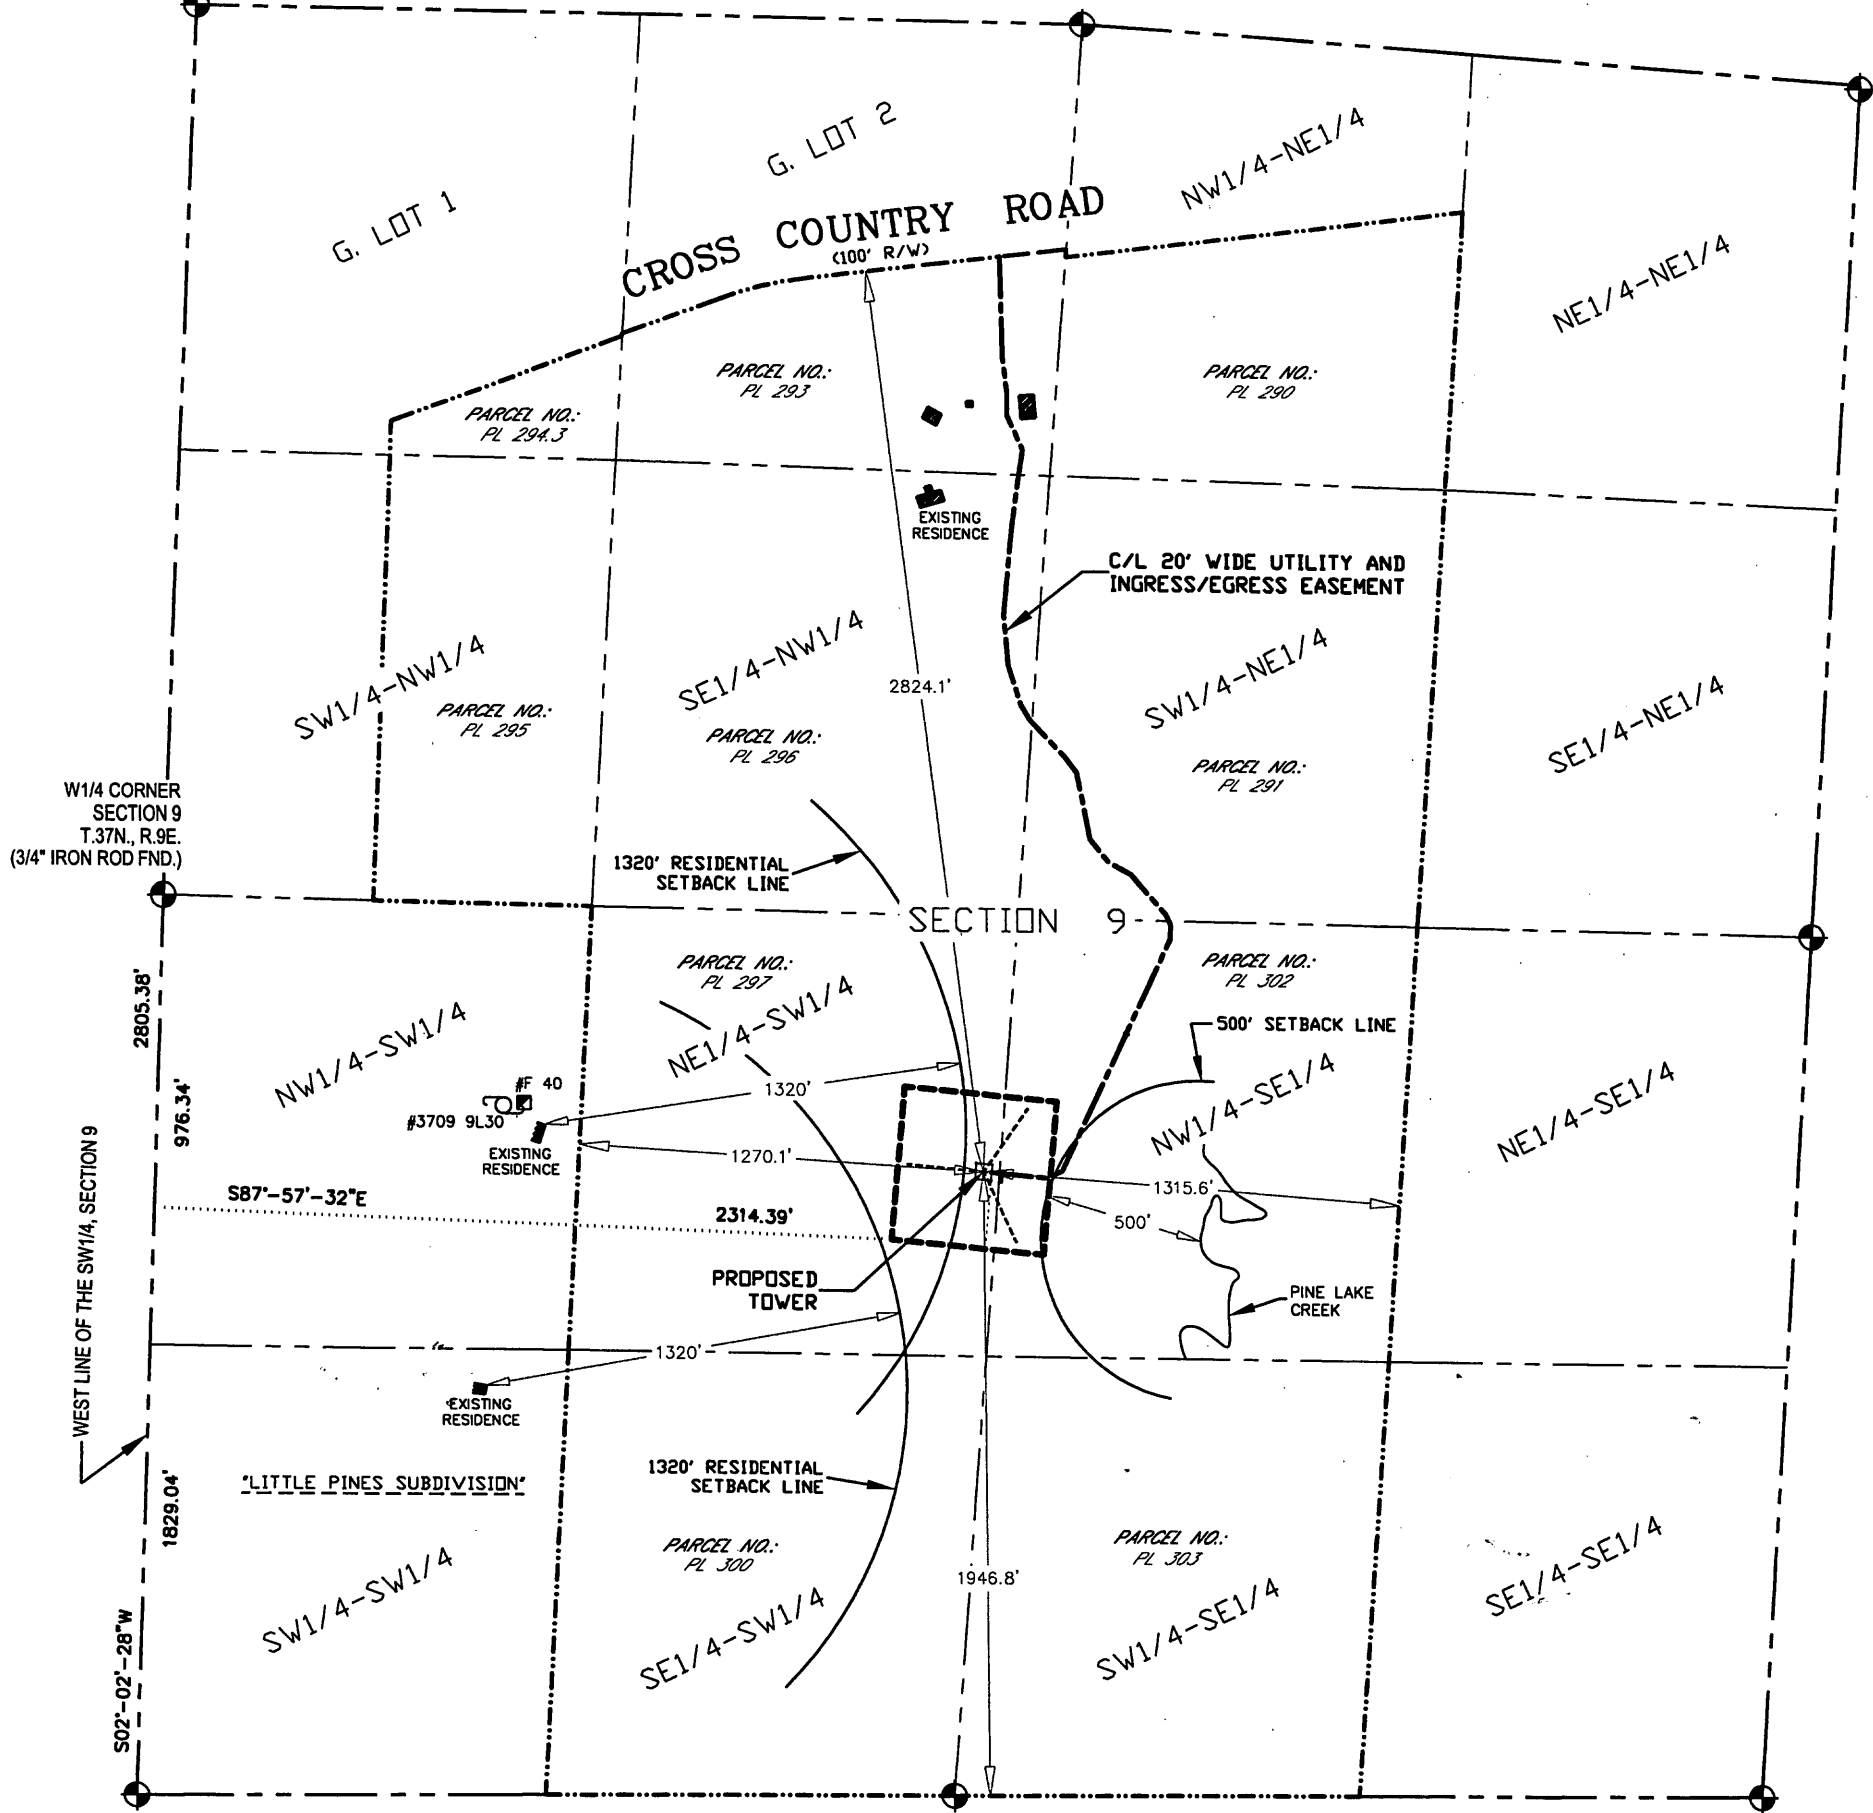 G. LOT 1
G. LOT 2
NW1/4-NE1/4
NE1/4-NE1/4
CROSS COUNTRY ROAD
(100' R/W)
PARCEL NO.:
PL 294.3
PARCEL NO.:
PL 293
PARCEL NO.:
PL 290
EXISTING
RESIDENCE
C/L 20' WIDE UTILITY AND
INGRESS/EGRESS EASEMENT
SW1/4-NW1/4
SE1/4-NW1/4
SW1/4-NE1/4
SE1/4-NE1/4
2824.1'
PARCEL NO.:
PL 295
PARCEL NO.:
PL 296
PARCEL NO.:
PL 291
W1/4 CORNER
SECTION 9
T.37N., R.9E.
(3/4" IRON ROD FND.)
1320' RESIDENTIAL
SETBACK LINE
SECTION 9
PARCEL NO.:
PL 297
PARCEL NO.:
PL 302
2805.38'
976.34'
NW1/4-SW1/4
NE1/4-SW1/4
500' SETBACK LINE
NW1/4-SE1/4
NE1/4-SE1/4
#F 40
#3709 9L30
EXISTING
RESIDENCE
1320'
1270.1'
1315.6'
500'
S87°-57'-32"E
2314.39'
PROPOSED
TOWER
PINE LAKE
CREEK
WEST LINE OF THE SW1/4, SECTION 9
1320'
EXISTING
RESIDENCE
"LITTLE PINES SUBDIVISION"
1320' RESIDENTIAL
SETBACK LINE
1829.04'
PARCEL NO.:
PL 300
PARCEL NO.:
PL 303
1946.8'
SW1/4-SW1/4
SE1/4-SW1/4
SW1/4-SE1/4
SE1/4-SE1/4
S02°-02'-28"W